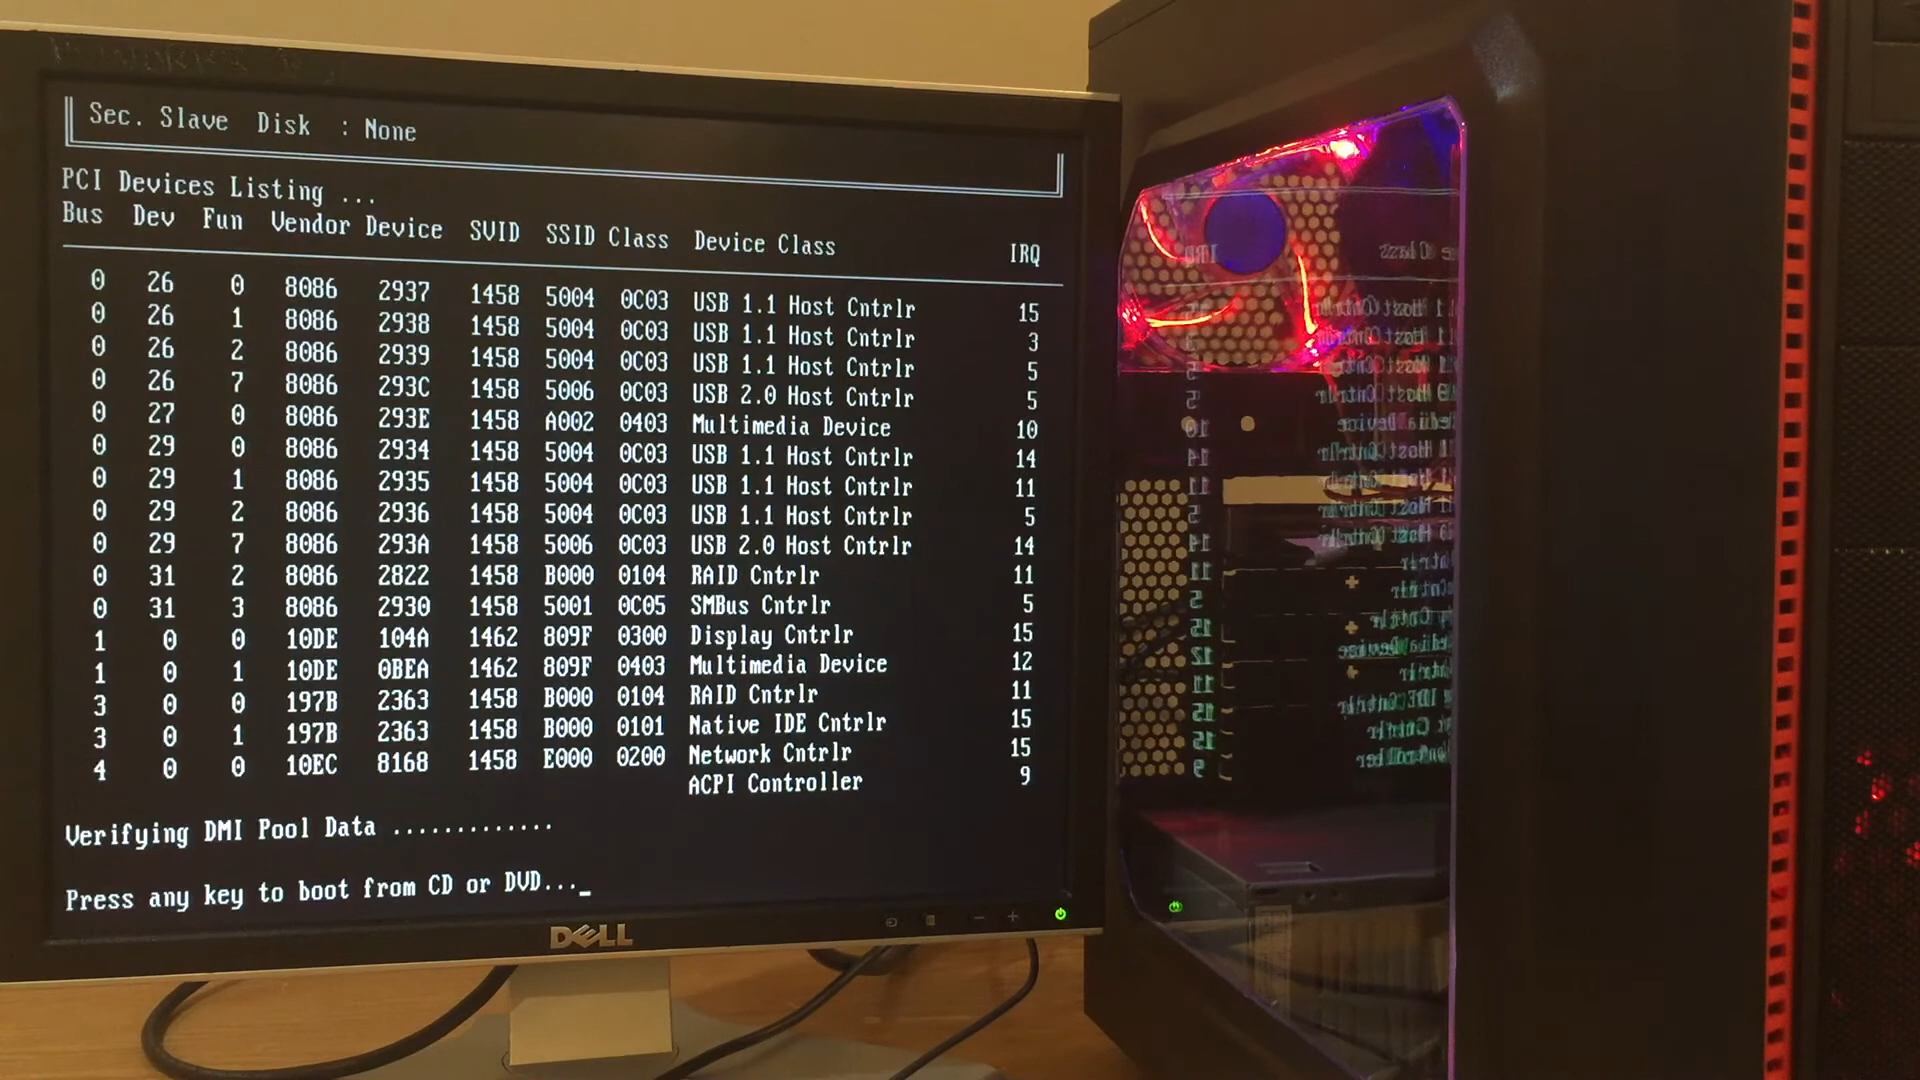 Sec. Slave Disk : None
PCI Devices Listing ...
Bus Dev Fun Vendor Device SVID SSID Class Device Class IRQ
0 26 0 8086 2937 1458 5004 0C03 USB 1.1 Host Cntrlr 15
0 26 1 8086 2938 1458 5004 0C03 USB 1.1 Host Cntrlr 3
0 26 2 8086 2939 1458 5004 0C03 USB 1.1 Host Cntrlr 5
0 26 7 8086 293C 1458 5006 0C03 USB 2.0 Host Cntrlr 5
0 27 0 8086 293E 1458 A002 0403 Multimedia Device 10
0 29 0 8086 2934 1458 5004 0C03 USB 1.1 Host Cntrlr 14
0 29 1 8086 2935 1458 5004 0C03 USB 1.1 Host Cntrlr 11
0 29 2 8086 2936 1458 5004 0C03 USB 1.1 Host Cntrlr 5
0 29 7 8086 293A 1458 5006 0C03 USB 2.0 Host Cntrlr 14
0 31 2 8086 2822 1458 B000 0104 RAID Cntrlr 11
0 31 3 8086 2930 1458 5001 0C05 SMBus Cntrlr 5
1 0 0 10DE 104A 1462 809F 0300 Display Cntrlr 15
1 0 1 10DE 0BEA 1462 809F 0403 Multimedia Device 12
3 0 0 197B 2363 1458 B000 0104 RAID Cntrlr 11
3 0 1 197B 2363 1458 B000 0101 Native IDE Cntrlr 15
4 0 0 10EC 8168 1458 E000 0200 Network Cntrlr 15
ACPI Controller 9
Verifying DMI Pool Data .............
Press any key to boot from CD or DVD..._
DELL